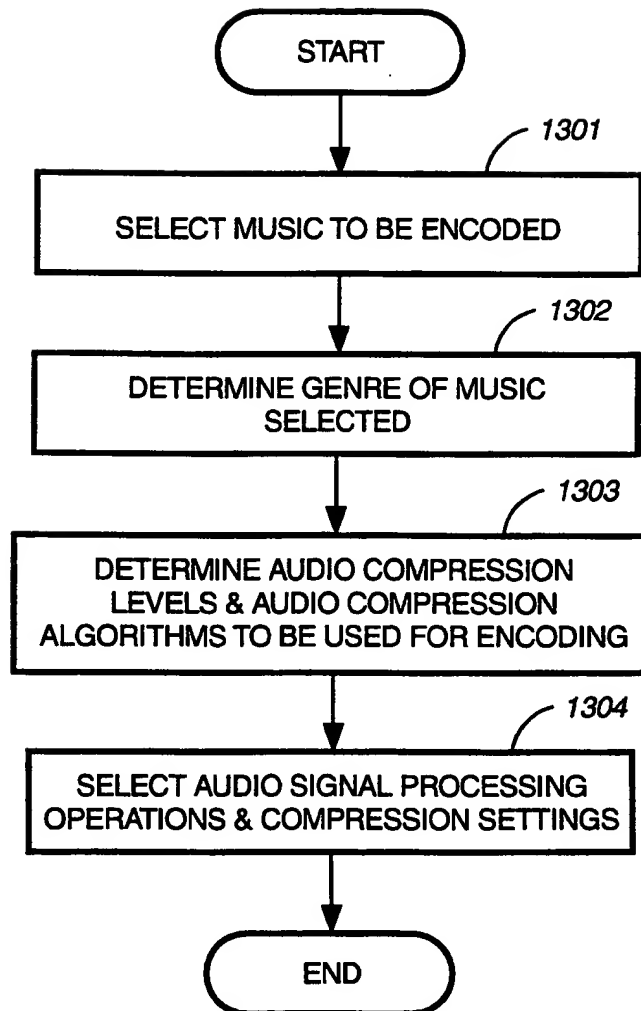 START
1301
SELECT MUSIC TO BE ENCODED
1302
DETERMINE GENRE OF MUSIC
SELECTED
1303
DETERMINE AUDIO COMPRESSION
LEVELS & AUDIO COMPRESSION
ALGORITHMS TO BE USED FOR ENCODING
1304
SELECT AUDIO SIGNAL PROCESSING
OPERATIONS & COMPRESSION SETTINGS
END